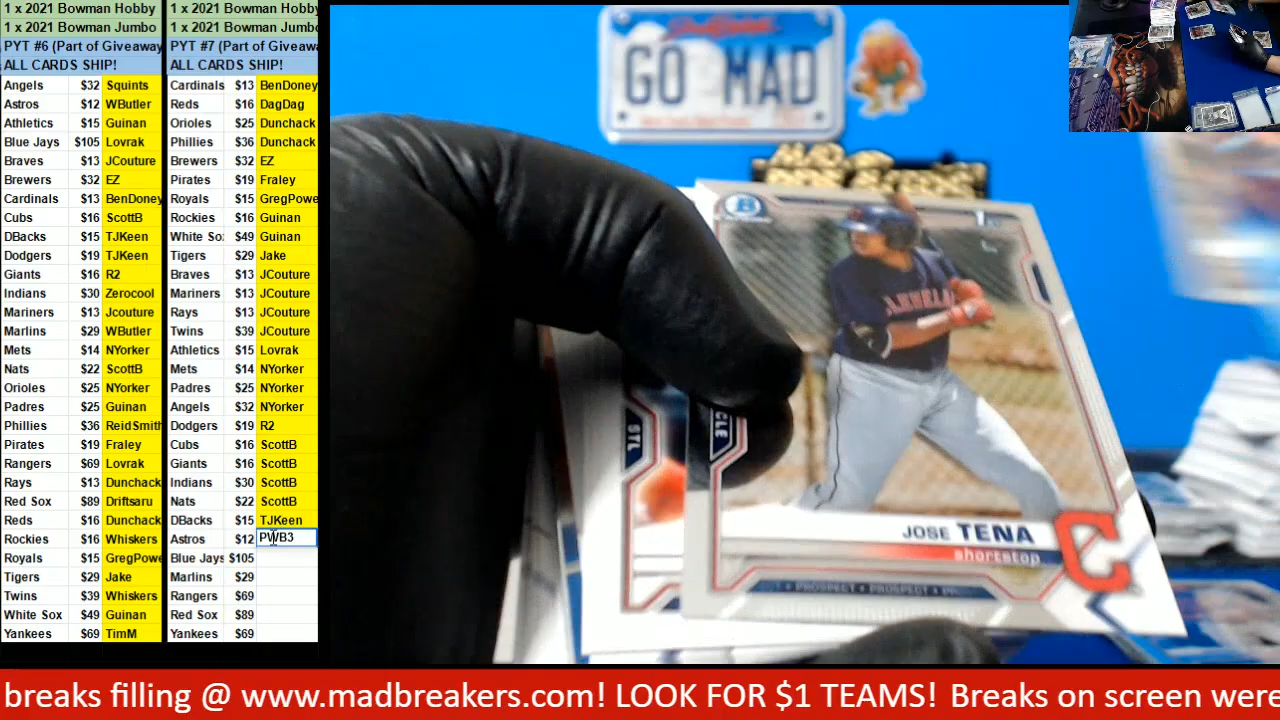 1 x 2021 Bowman Hobby
1 x 2021 Bowman Jumbo
PYT #6 (Part of Giveaway
ALL CARDS SHIP!
Angels $32 Squints
Astros $12 WButler
Athletics $15 Guinan
Blue Jays $105 Lovrak
Braves $13 JCouture
Brewers $32 EZ
Cardinals $13 BenDoney
Cubs $16 ScottB
DBacks $15 TJKeen
Dodgers $19 TJKeen
Giants $16 R2
Indians $30 Zerocool
Mariners $13 Jcouture
Marlins $29 WButler
Mets $14 NYorker
Nats $22 ScottB
Orioles $25 NYorker
Padres $25 Guinan
Phillies $36 ReidSmith
Pirates $19 Fraley
Rangers $69 Lovrak
Rays $13 Dunchack
Red Sox $89 Driftsaru
Reds $16 Dunchack
Rockies $16 Whiskers
Royals $15 GregPowe
Tigers $29 Jake
Twins $39 Whiskers
White Sox $49 Guinan
Yankees $69 TimM
1 x 2021 Bowman Hobby
1 x 2021 Bowman Jumbo
PYT #7 (Part of Giveawa
ALL CARDS SHIP!
Cardinals $13 BenDoney
Reds $16 DagDag
Orioles $25 Dunchack
Phillies $36 Dunchack
Brewers $32 EZ
Pirates $19 Fraley
Royals $15 GregPowe
Rockies $16 Guinan
White So $49 Guinan
Tigers $29 Jake
Braves $13 JCouture
Mariners $13 JCouture
Rays $13 JCouture
Twins $39 JCouture
Athletics $15 Lovrak
Mets $14 NYorker
Padres $25 NYorker
Angels $32 NYorker
Dodgers $19 R2
Cubs $16 ScottB
Giants $16 ScottB
Indians $30 ScottB
Nats $22 ScottB
DBacks $15 TJKeen
Astros $12 PWB3
Blue Jays $105
Marlins $29
Rangers $69
Red Sox $89
Yankees $69
GO MAD
B
1st
CLEVELAND
STL
CLE
JOSE TENA
shortstop
C
PROSPECT
breaks filling @ www.madbreakers.com! LOOK FOR $1 TEAMS! Breaks on screen were